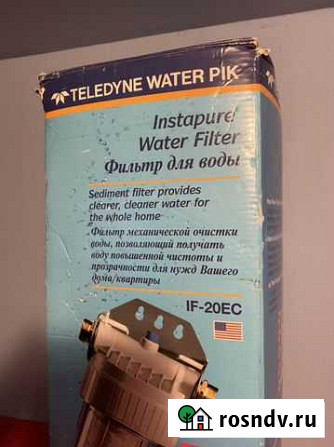 TELEDYNE WATER PIK
Instapure
Water Filter
Фильтр для воды
Sediment filter provides
clearer, cleaner water for
the whole home
Фильтр механической очистки
воды, позволяющий получать
воду повышенной чистоты и
прозрачности для нужд Вашего
дома/квартиры
IF-20EC
rosndv.ru